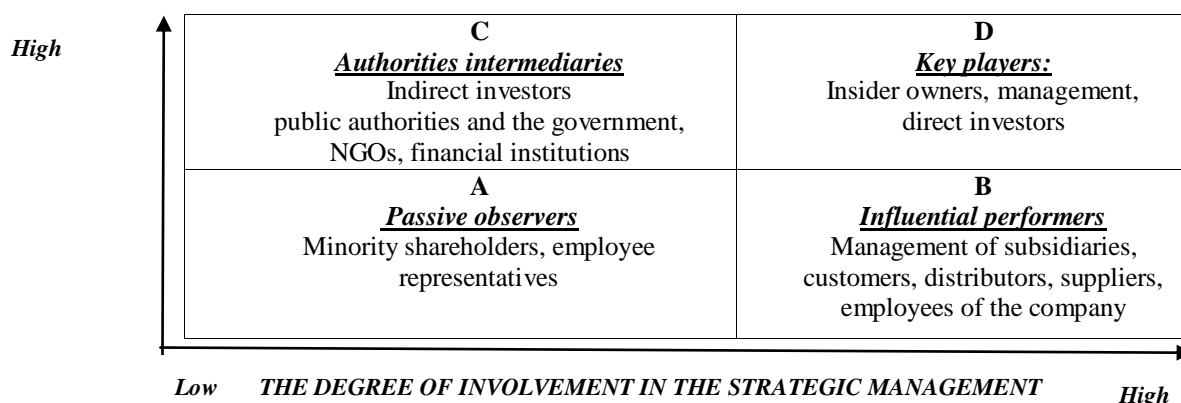 High
C
Authorities intermediaries
Indirect investors
public authorities and the government,
NGOs, financial institutions
D
Key players:
Insider owners, management,
direct investors
A
Passive observers
Minority shareholders, employee
representatives
B
Influential performers
Management of subsidiaries,
customers, distributors, suppliers,
employees of the company
Low THE DEGREE OF INVOLVEMENT IN THE STRATEGIC MANAGEMENT High